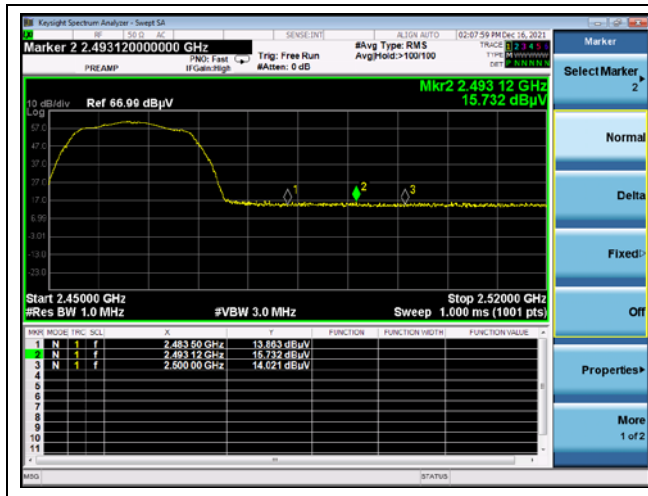 Keysight Spectrum Analyzer - Swept SA
RF 50 Ω AC SENSE:INT ALIGN AUTO 02:07:59 PM Dec 16, 2021
Marker 2 2.493120000000 GHz
PREAMP
PNO: Fast
IFGain:High
Trig: Free Run
#Atten: 0 dB
#Avg Type: RMS
Avg|Hold:>100/100
TRACE 1 2 3 4 5
TYPE M
DET P N N N N N
Mkr2 2.493 12 GHz
15.732 dBµV
10 dB/div Ref 66.99 dBµV
Log
57.0
47.0
37.0
27.0
17.0
6.99
-3.01
-13.0
-23.0
1
2
3
Start 2.45000 GHz Stop 2.52000 GHz
#Res BW 1.0 MHz #VBW 3.0 MHz Sweep 1.000 ms (1001 pts)
MKR MODE TRC SCL X Y FUNCTION FUNCTION WIDTH FUNCTION VALUE
1 N 1 f 2.483 50 GHz 13.863 dBµV
2 N 1 f 2.493 12 GHz 15.732 dBµV
3 N 1 f 2.500 00 GHz 14.021 dBµV
4
5
6
7
8
9
10
11
MSG STATUS
Marker
Select Marker
2
Normal
Delta
Fixed
Off
Properties
More
1 of 2